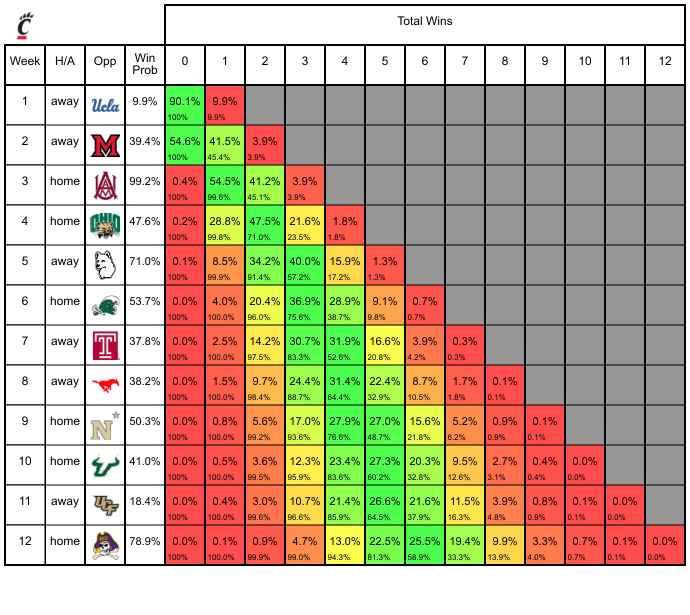 C
Total Wins
Week H/A Opp Win Prob 0 1 2 3 4 5 6 7 8 9 10 11 12
1 away Ucla 9.9% 90.1% 9.9%
100% 9.9%
2 away M 39.4% 54.6% 41.5% 3.9%
100% 45.4% 3.9%
3 home AM 99.2% 0.4% 54.5% 41.2% 3.9%
100% 99.6% 45.1% 3.9%
4 home OHIO 47.6% 0.2% 28.8% 47.5% 21.6% 1.8%
100% 99.8% 71.0% 23.5% 1.8%
5 away 71.0% 0.1% 8.5% 34.2% 40.0% 15.9% 1.3%
100% 99.9% 91.4% 57.2% 17.2% 1.3%
6 home 53.7% 0.0% 4.0% 20.4% 36.9% 28.9% 9.1% 0.7%
100% 100.0% 96.0% 75.6% 38.7% 9.8% 0.7%
7 away T 37.8% 0.0% 2.5% 14.2% 30.7% 31.9% 16.6% 3.9% 0.3%
100% 100.0% 97.5% 83.3% 52.6% 20.8% 4.2% 0.3%
8 away 38.2% 0.0% 1.5% 9.7% 24.4% 31.4% 22.4% 8.7% 1.7% 0.1%
100% 100.0% 98.4% 88.7% 64.4% 32.9% 10.5% 1.8% 0.1%
9 home N 50.3% 0.0% 0.8% 5.6% 17.0% 27.9% 27.0% 15.6% 5.2% 0.9% 0.1%
100% 100.0% 99.2% 93.6% 76.6% 48.7% 21.8% 6.2% 0.9% 0.1%
10 home 41.0% 0.0% 0.5% 3.6% 12.3% 23.4% 27.3% 20.3% 9.5% 2.7% 0.4% 0.0%
100% 100.0% 99.5% 95.9% 83.6% 60.2% 32.8% 12.6% 3.1% 0.4% 0.0%
11 away UCF 18.4% 0.0% 0.4% 3.0% 10.7% 21.4% 26.6% 21.6% 11.5% 3.9% 0.8% 0.1% 0.0%
100% 100.0% 99.6% 96.6% 85.9% 64.5% 37.9% 16.3% 4.8% 0.9% 0.1% 0.0%
12 home 78.9% 0.0% 0.1% 0.9% 4.7% 13.0% 22.5% 25.5% 19.4% 9.9% 3.3% 0.7% 0.1% 0.0%
100% 100.0% 99.9% 99.0% 94.3% 81.3% 58.9% 33.3% 13.9% 4.0% 0.7% 0.1% 0.0%